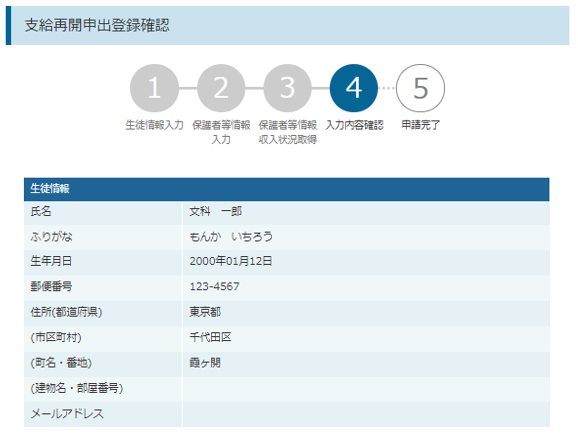 支給再開申出登録確認
1 2 3 4 5
生徒情報入力 保護者等情報 保護者等情報 入力内容確認 申請完了
入力 収入状況取得
生徒情報
氏名 文科 一郎
ふりがな もんか いちろう
生年月日 2000年01月12日
郵便番号 123-4567
住所(都道府県) 東京都
(市区町村) 千代田区
(町名・番地) 霞ヶ関
(建物名・部屋番号)
メールアドレス